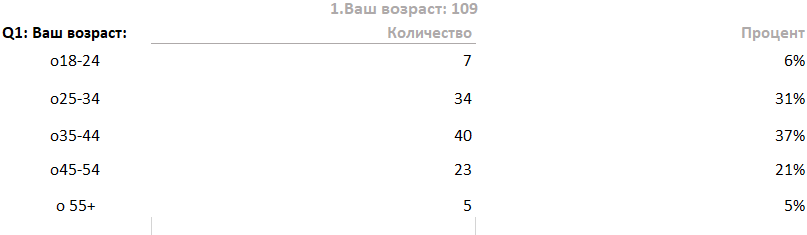 1.Ваш возраст: 109
Q1: Ваш возраст: Количество Процент
o18-24 7 6%
o25-34 34 31%
o35-44 40 37%
o45-54 23 21%
o 55+ 5 5%